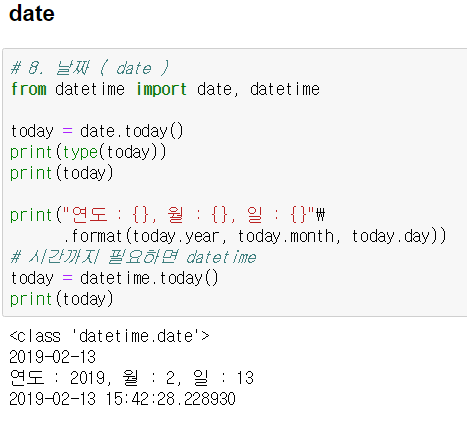 date
# 8. 날짜 ( date )
from datetime import date, datetime
today = date.today()
print(type(today))
print(today)
print("연도 : {}, 월 : {}, 일 : {}"₩
.format(today.year, today.month, today.day))
# 시간까지 필요하면 datetime
today = datetime.today()
print(today)
<class 'datetime.date'>
2019-02-13
연도 : 2019, 월 : 2, 일 : 13
2019-02-13 15:42:28.228930